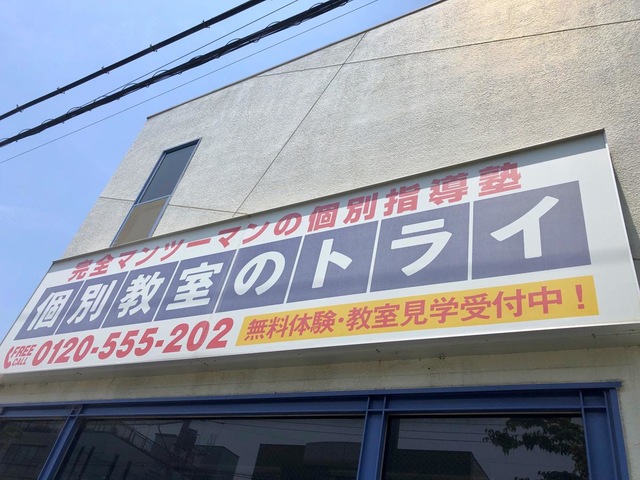 完全マンツーマンの個別指導塾
個別教室のトライ
FREE CALL 0120-555-202
無料体験・教室見学受付中！